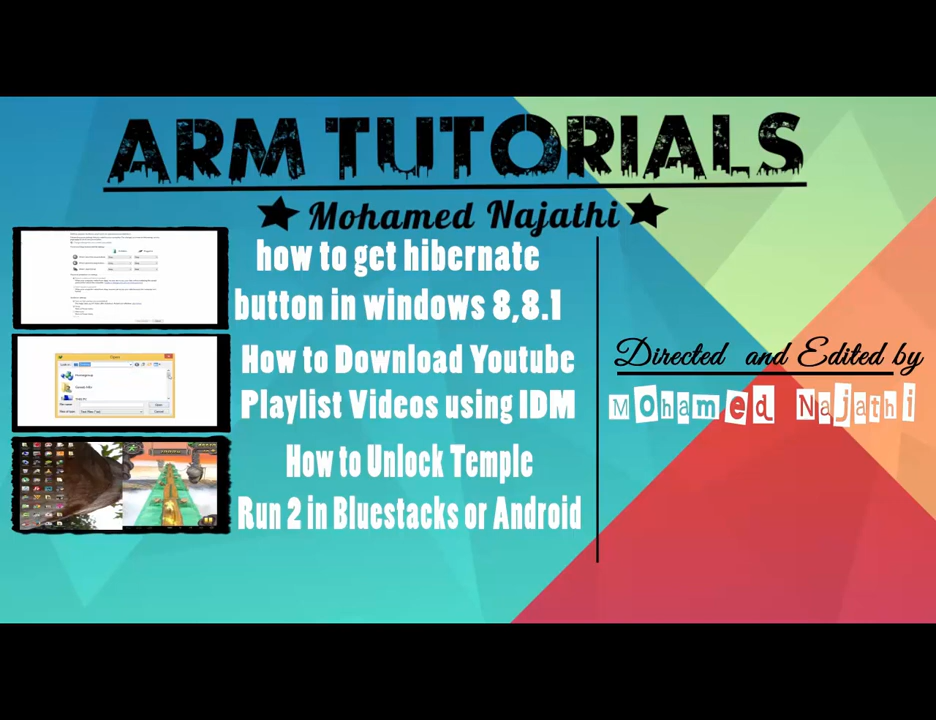 ARM TUTORIALS
Mohamed Najathi
how to get hibernate
button in windows 8,8.1
How to Download Youtube
Playlist Videos using IDM
How to Unlock Temple
Run 2 in Bluestacks or Android
Directed and Edited by
Mohamed Najathi